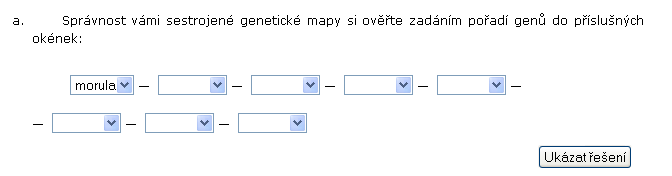 a. Správnost vámi sestrojené genetické mapy si ověřte zadáním pořadí genů do příslušných
okének:
morula – – – – –
– – –
Ukázat řešení